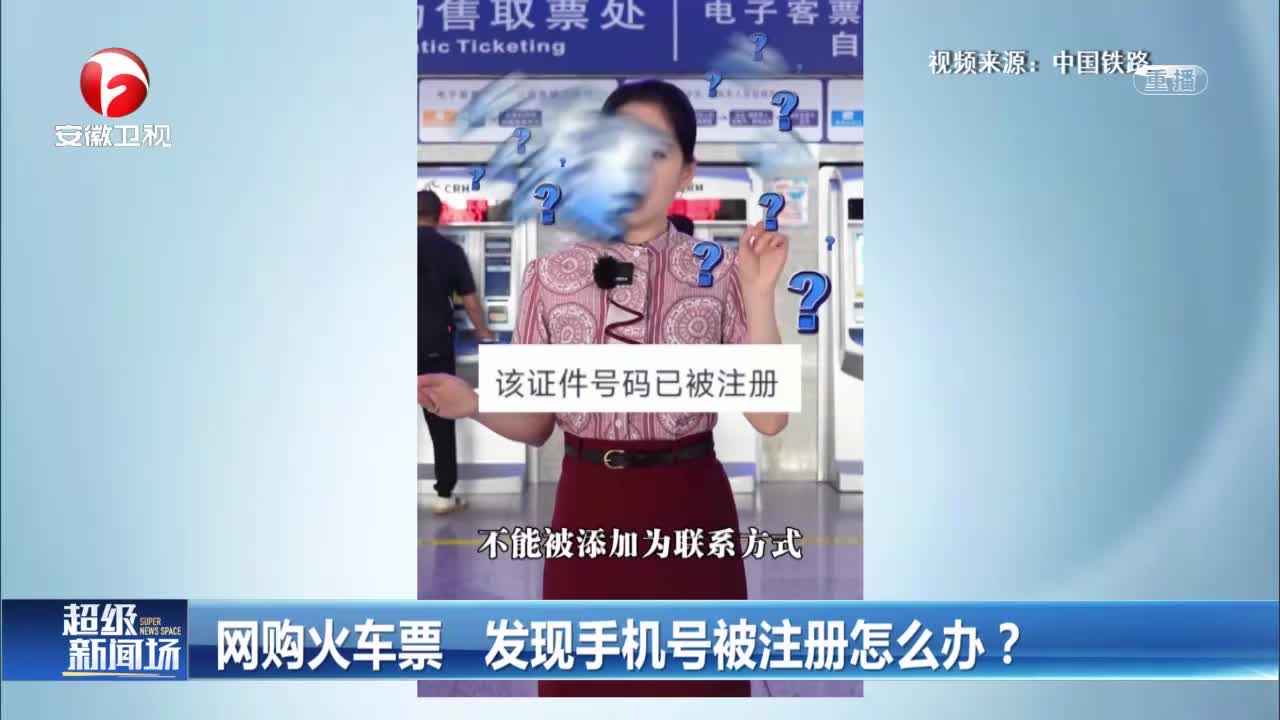 售取票处
电子客票
tic Ticketing
自
视频来源：中国铁路
重播
安徽卫视
CRH
该证件号码已被注册
不能被添加为联系方式
超级
新闻场
SUPER
NEWS SPACE
网购火车票 发现手机号被注册怎么办？